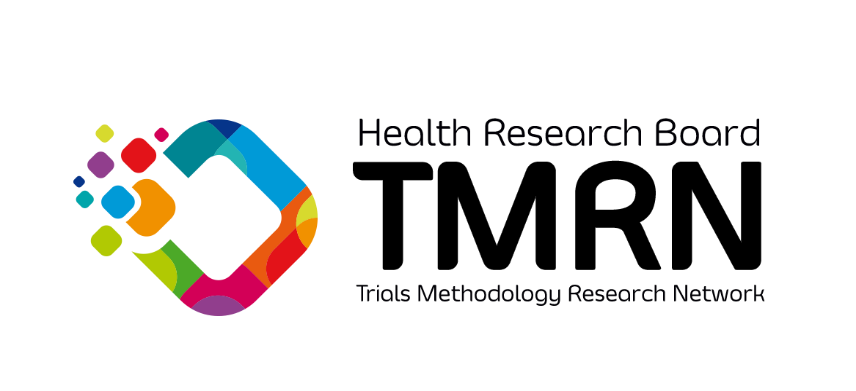 Health Research Board
TMRN
Trials Methodology Research Network